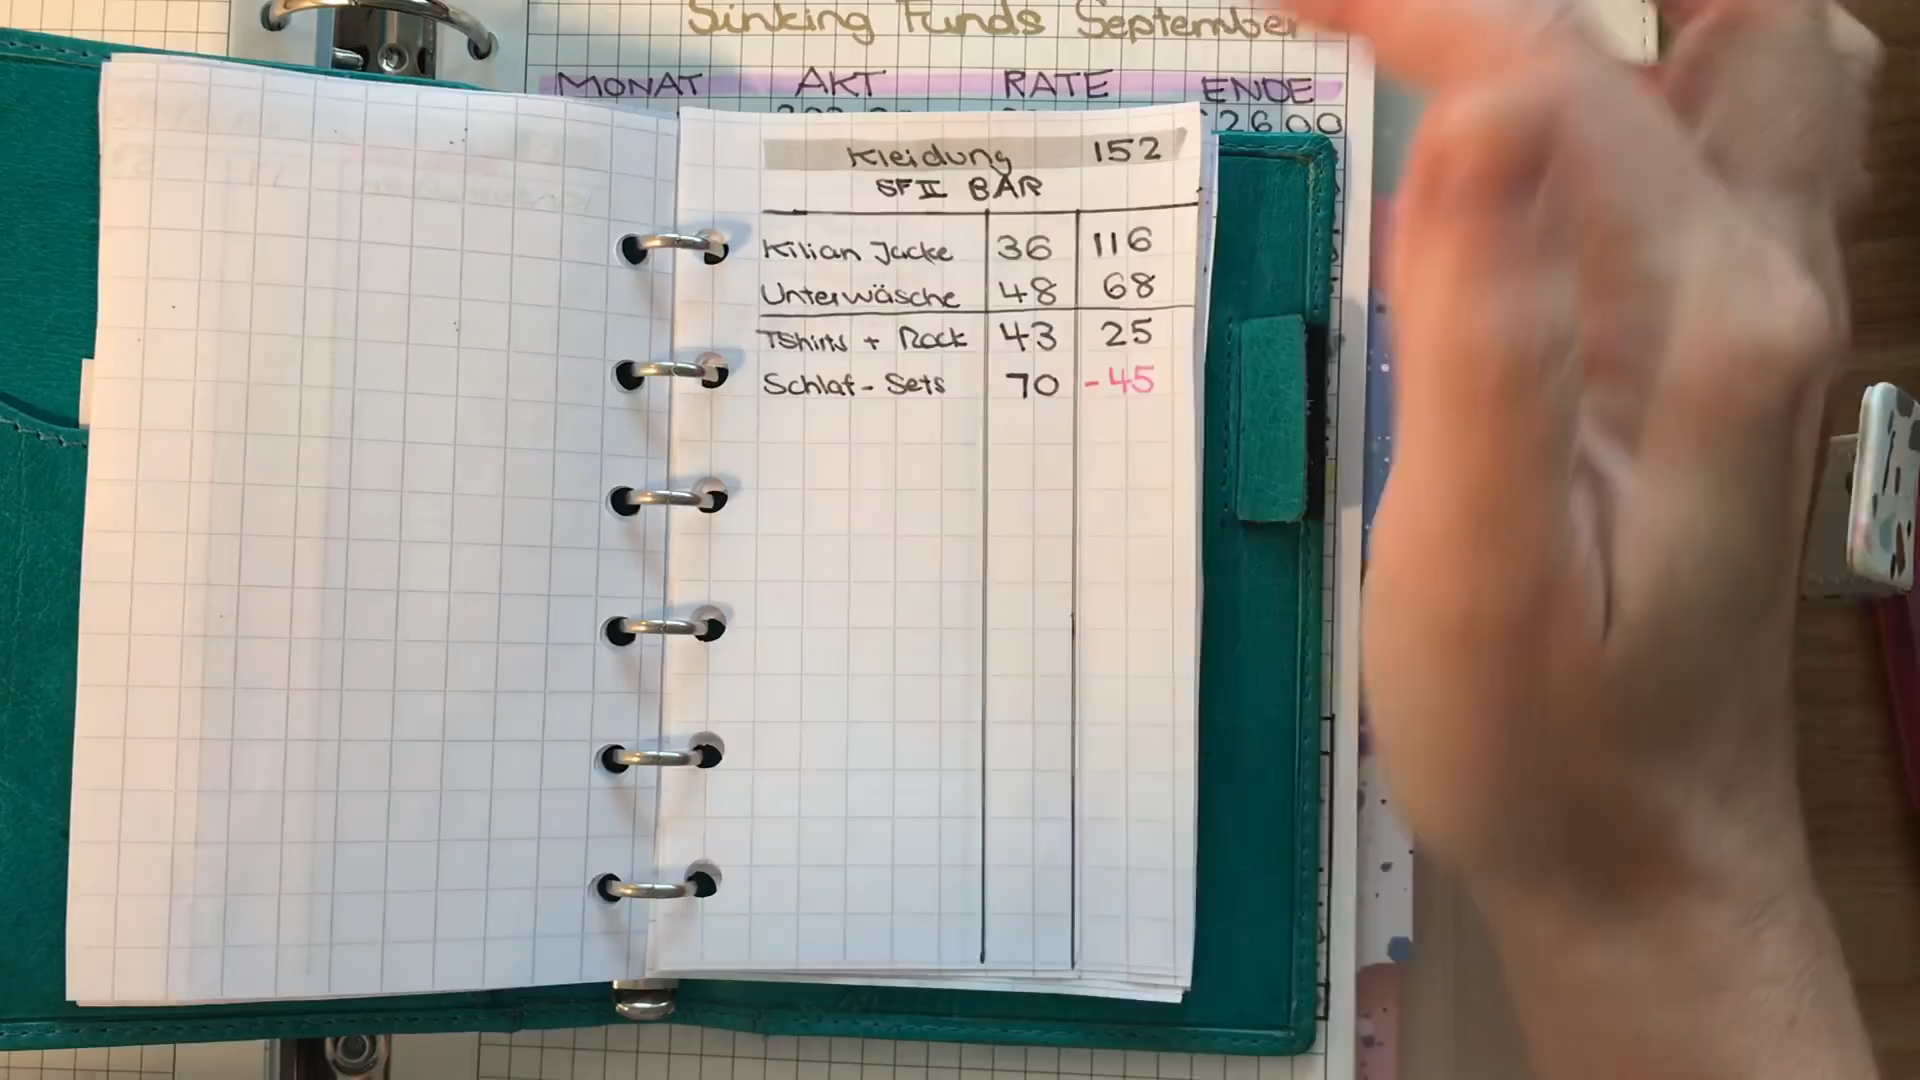 Sinking Funds September
MONAT AKT RATE ENDE
2600
Kleidung 152
SF II BAR
Kilian Jacke 36 116
Unterwäsche 48 68
TShirts + Rock 43 25
Schlaf-Sets 70 -45